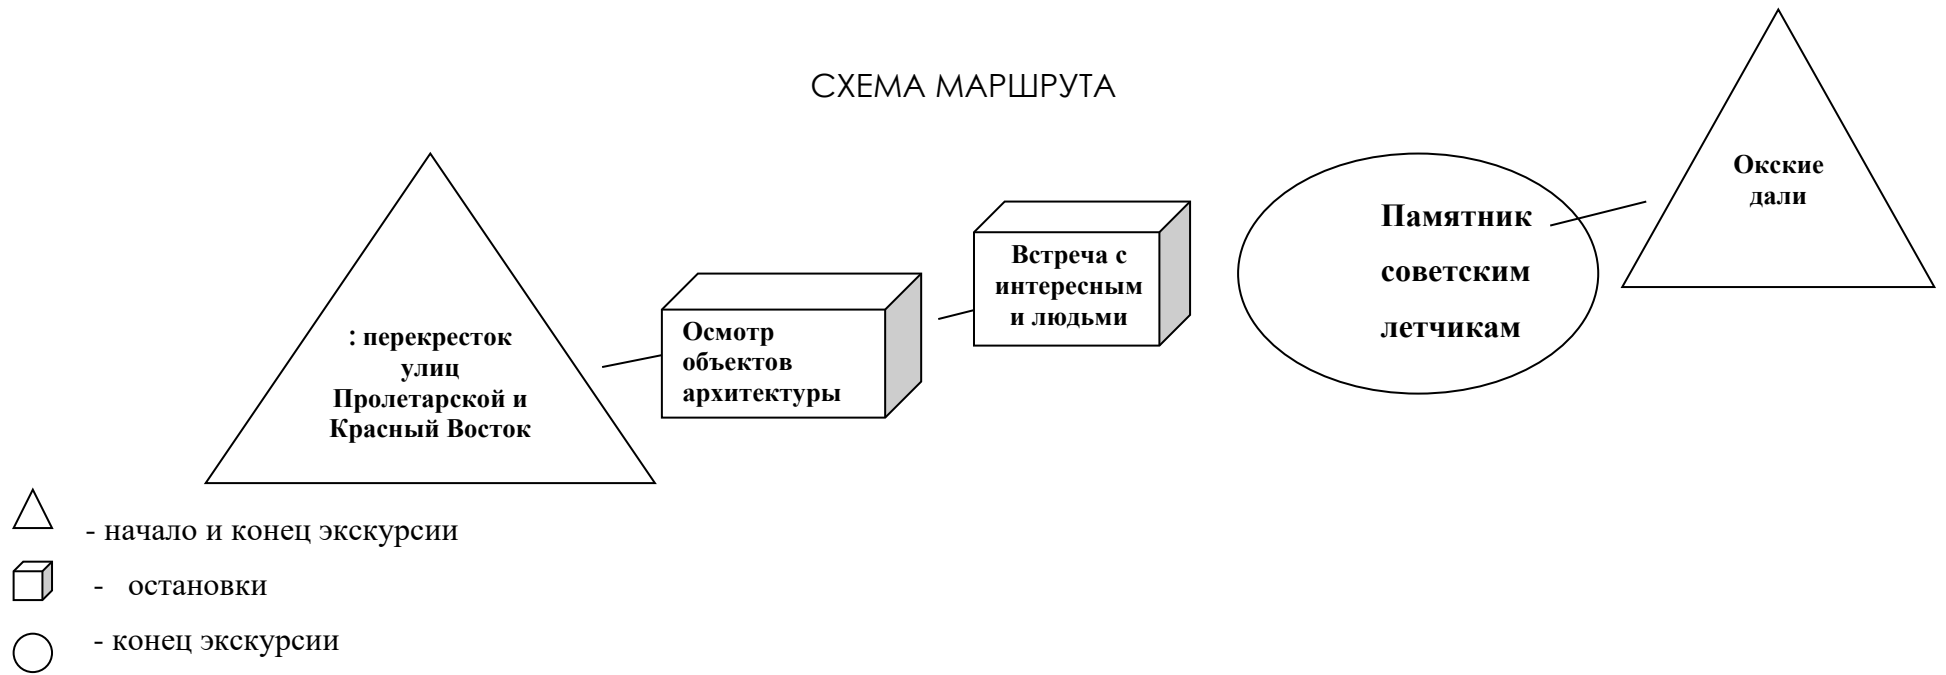 СХЕМА МАРШРУТА
: перекресток
улиц
Пролетарской и
Красный Восток
Осмотр
объектов
архитектуры
Встреча с
интересным
и людьми
Памятник
советским
летчикам
Окские
дали
- начало и конец экскурсии
- остановки
- конец экскурсии